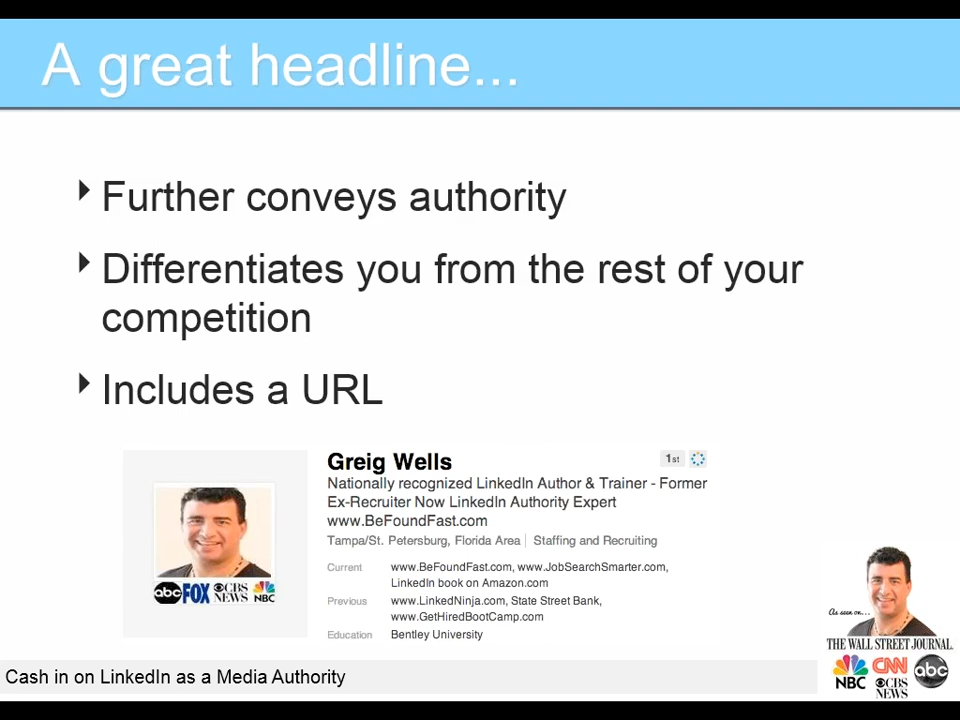 A great headline...
Further conveys authority
Differentiates you from the rest of your
competition
Includes a URL
Greig Wells
1st
Nationally recognized LinkedIn Author & Trainer - Former
Ex-Recruiter Now LinkedIn Authority Expert
www.BeFoundFast.com
Tampa/St. Petersburg, Florida Area | Staffing and Recruiting
Current www.BeFoundFast.com, www.JobSearchSmarter.com,
LinkedIn book on Amazon.com
Previous www.LinkedNinja.com, State Street Bank,
www.GetHiredBootCamp.com
Education Bentley University
abc FOX CBS NEWS NBC
As seen on...
THE WALL STREET JOURNAL.
NBC CNN CBS NEWS abc
Cash in on LinkedIn as a Media Authority